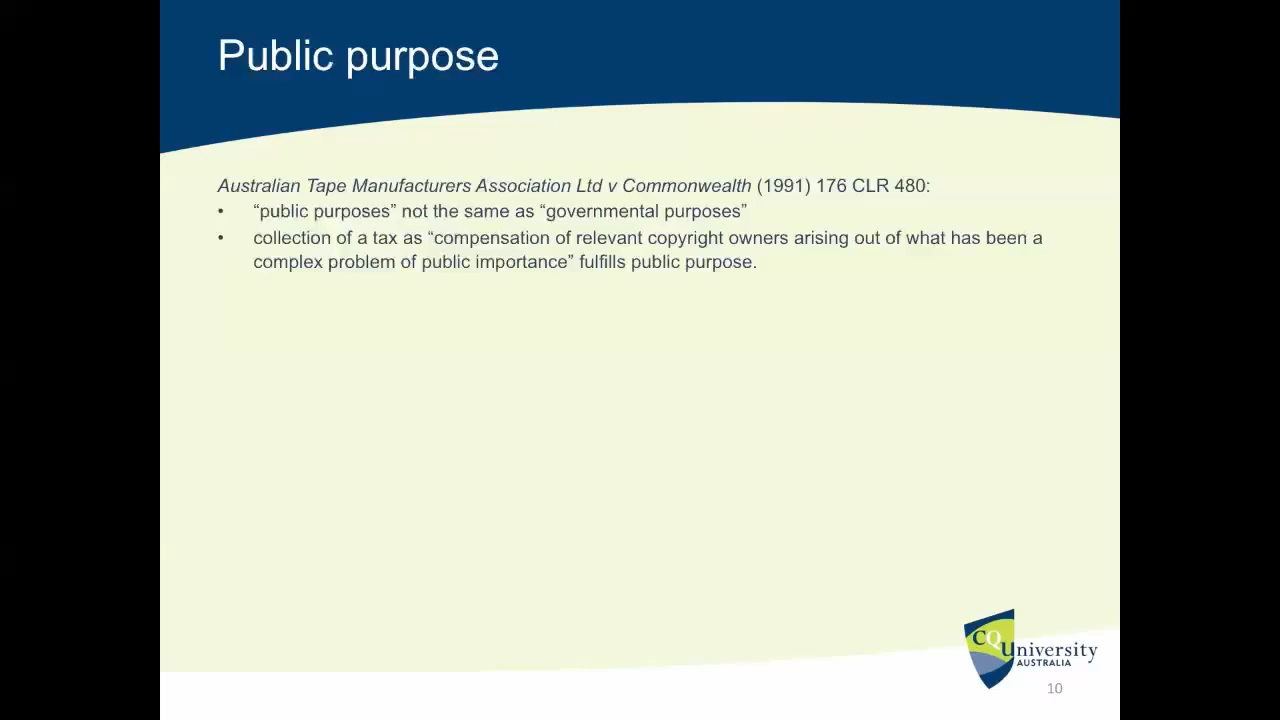 Public purpose
Australian Tape Manufacturers Association Ltd v Commonwealth (1991) 176 CLR 480:
• “public purposes” not the same as “governmental purposes”
• collection of a tax as “compensation of relevant copyright owners arising out of what has been a
complex problem of public importance” fulfills public purpose.
CQUniversity
AUSTRALIA
10